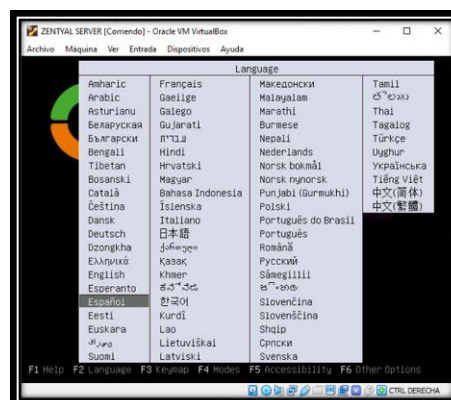 ZENTYAL SERVER [Corriendo] - Oracle VM VirtualBox
Archivo Máquina Ver Entrada Dispositivos Ayuda
Language
Amharic
Arabic
Asturianu
Беларуская
Български
Bengali
Tibetan
Bosanski
Català
Čeština
Dansk
Deutsch
Dzongkha
Ελληνικά
English
Esperanto
Español
Eesti
Euskara
Suomi
Français
Gaeilge
Galego
Gujarati
עברית
Hindi
Hrvatski
Magyar
Bahasa Indonesia
Íslenska
Italiano
日本語
ქართული
Қазақ
Khmer
한국어
Kurdî
Lao
Lietuviškai
Latviski
Македонски
Malayalam
Marathi
Burmese
Nepali
Nederlands
Norsk bokmål
Norsk nynorsk
Punjabi (Gurmukhi)
Polski
Português do Brasil
Português
Română
Русский
Sámegillii
Slovenčina
Slovenščina
Shqip
Српски
Svenska
Tamil
Thai
Tagalog
Türkçe
Uyghur
Українська
Tiếng Việt
中文(简体)
中文(繁體)
F1 Help F2 Language F3 Keymap F4 Modes F5 Accessibility F6 Other Options
CTRL DERECHA